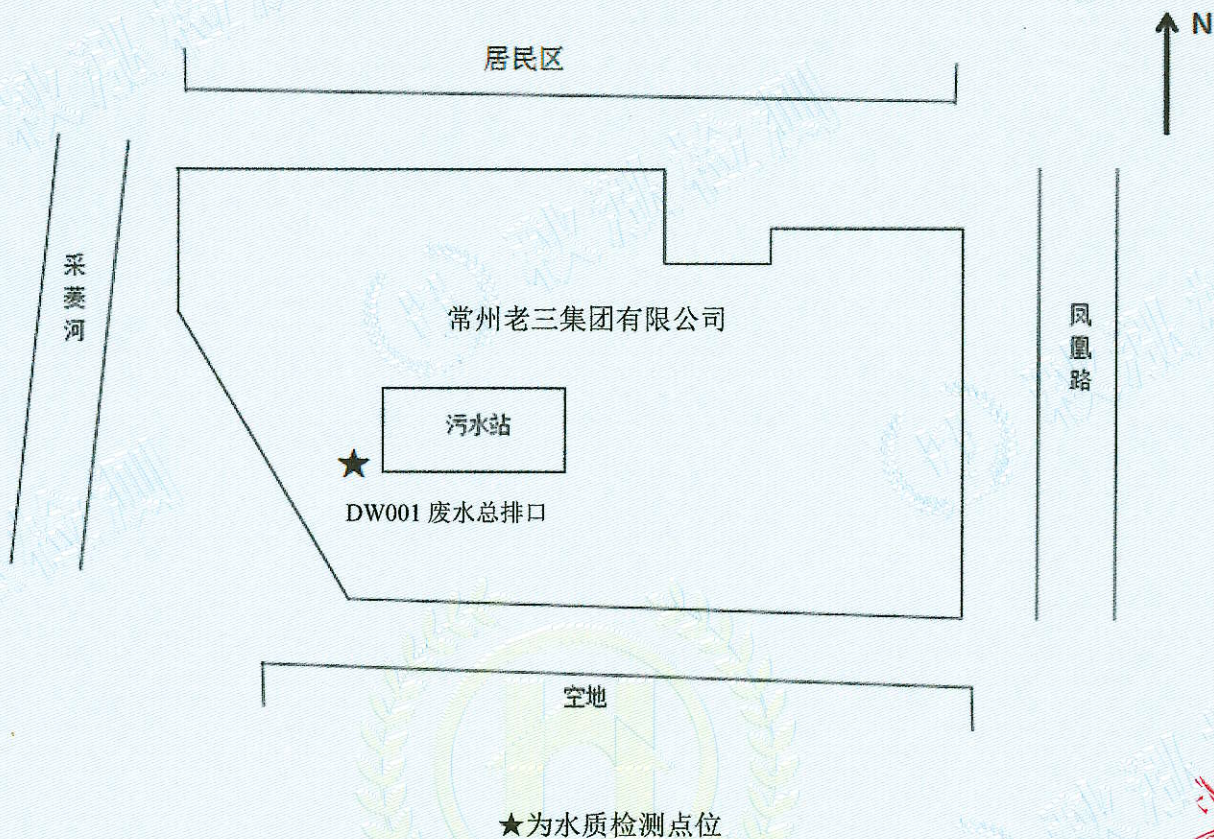 N
居民区
采菱河
常州老三集团有限公司
凤凰路
污水站
DW001 废水总排口
空地
★为水质检测点位